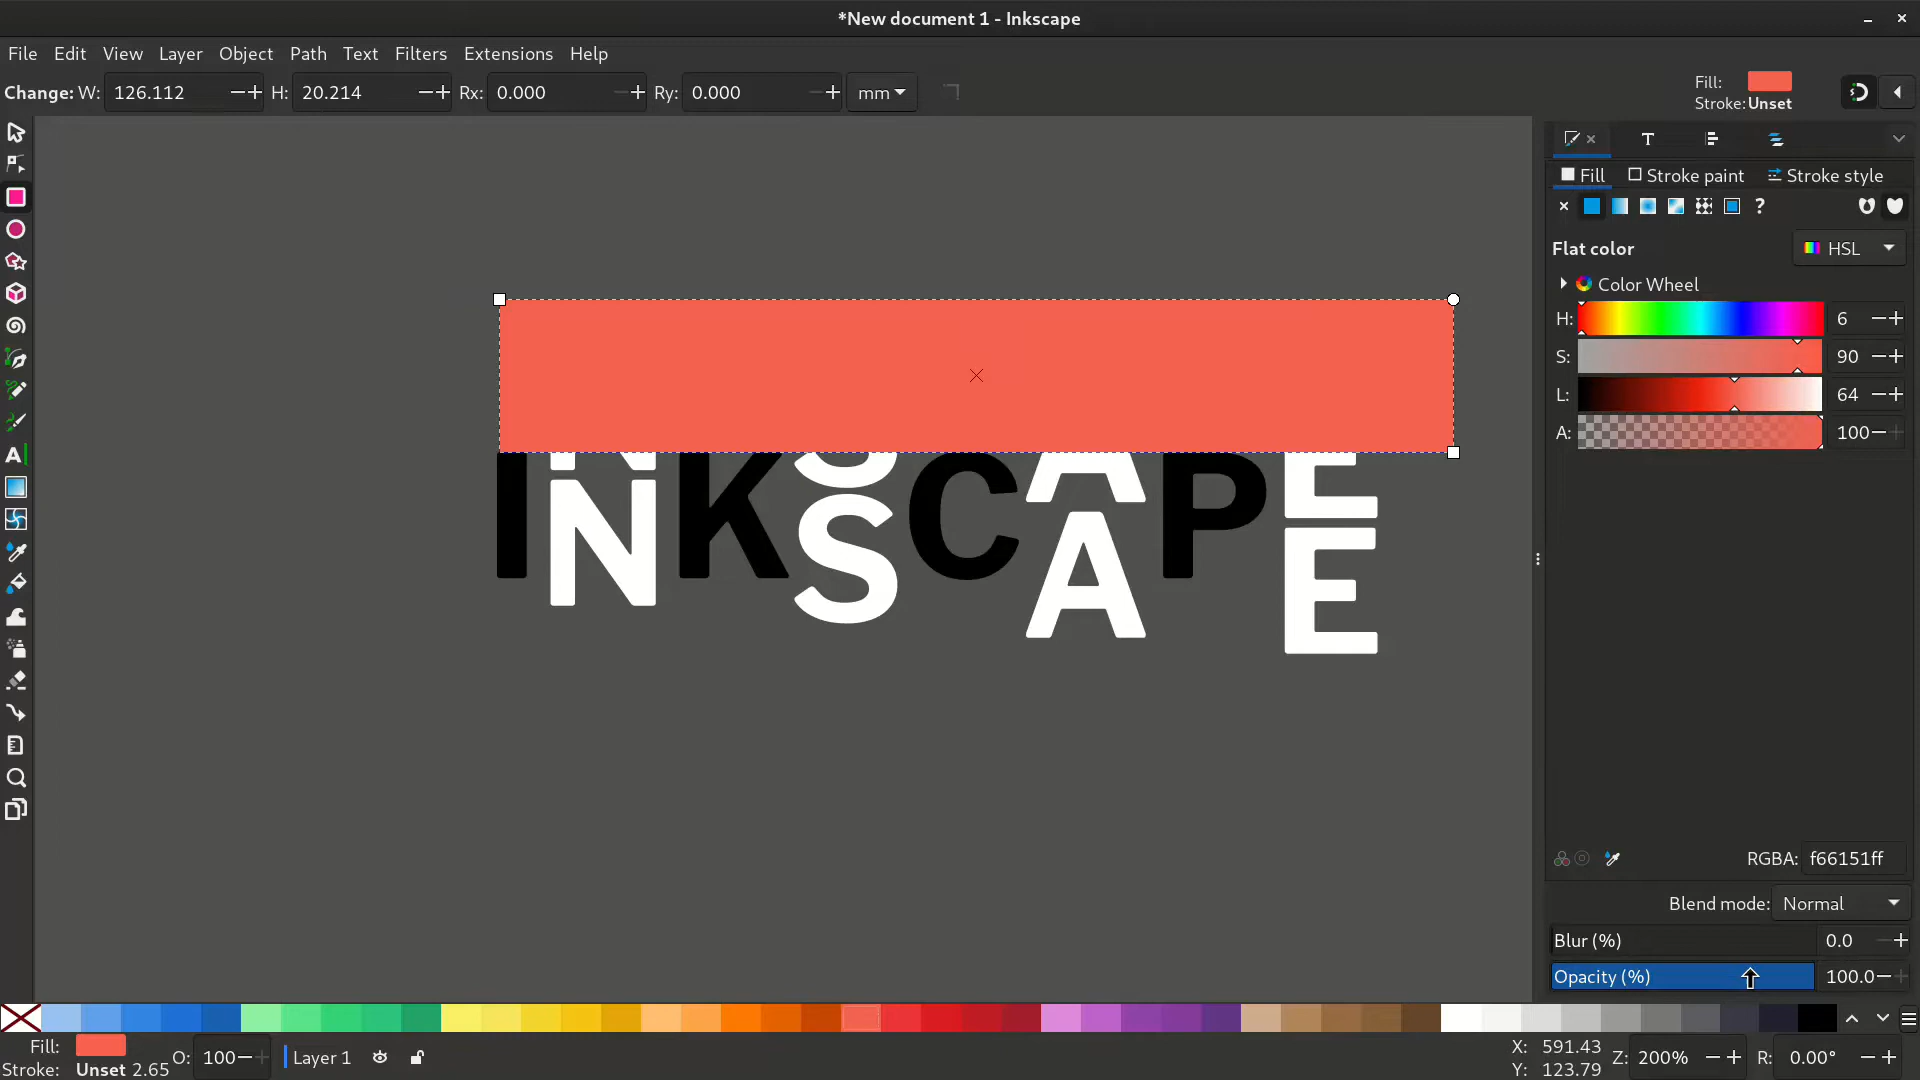 *New document 1 - Inkscape
File Edit View Layer Object Path Text Filters Extensions Help
Change: W: 126.112 H: 20.214 Rx: 0.000 Ry: 0.000 mm
Fill:
Stroke: Unset
Fill Stroke paint Stroke style
?
Flat color HSL
Color Wheel
H: 6
S: 90
L: 64
A: 100
INKSCAPE
N S A E
RGBA: f66151ff
Blend mode: Normal
Blur (%) 0.0
Opacity (%) 100.0
Fill: O: 100 Layer 1
Stroke: Unset 2.65
X: 591.43 Z: 200% R: 0.00°
Y: 123.79